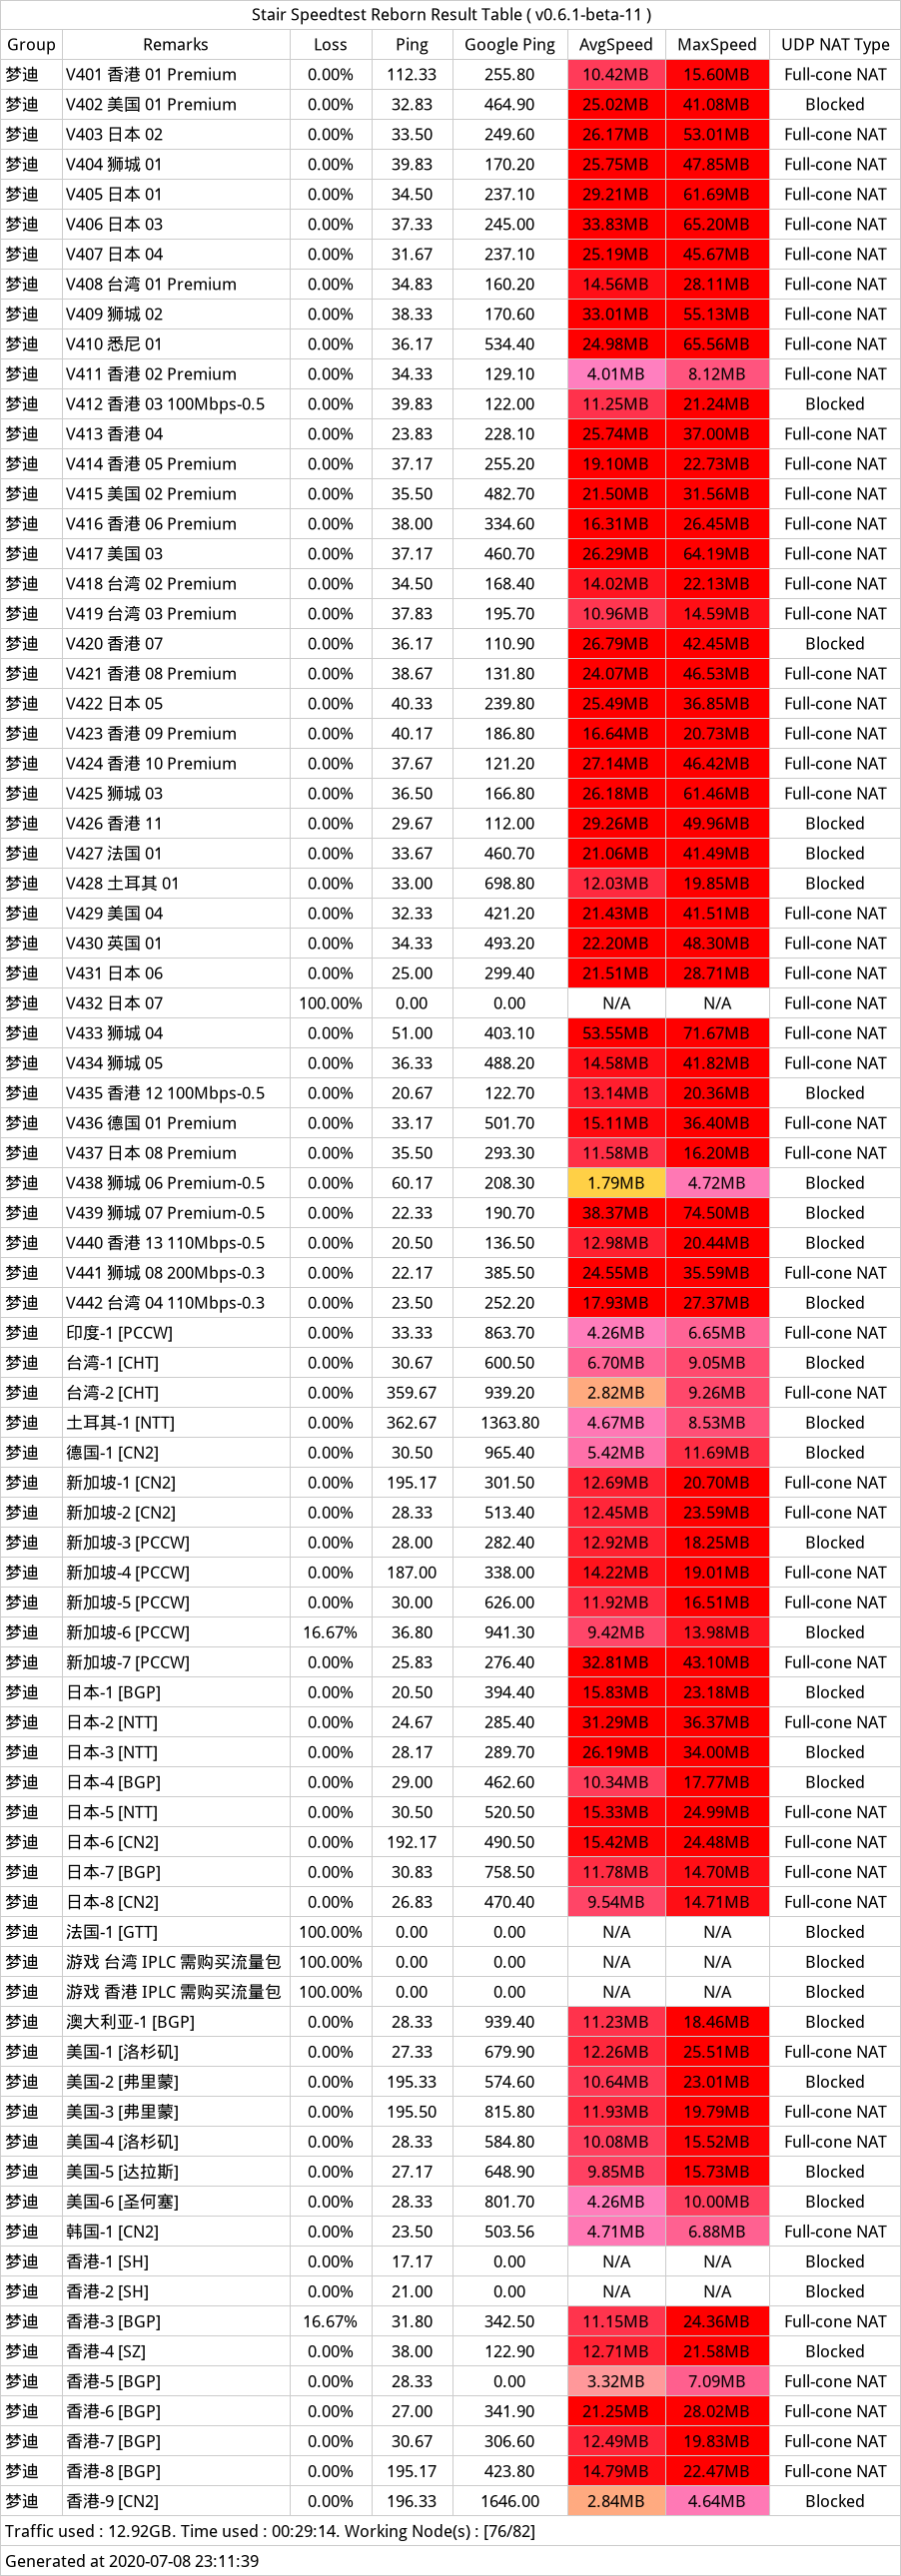 Stair Speedtest Reborn Result Table ( v0.6.1-beta-11 )
Group Remarks Loss Ping Google Ping AvgSpeed MaxSpeed UDP NAT Type
梦迪 V401 香港 01 Premium 0.00% 112.33 255.80 10.42MB 15.60MB Full-cone NAT
梦迪 V402 美国 01 Premium 0.00% 32.83 464.90 25.02MB 41.08MB Blocked
梦迪 V403 日本 02 0.00% 33.50 249.60 26.17MB 53.01MB Full-cone NAT
梦迪 V404 狮城 01 0.00% 39.83 170.20 25.75MB 47.85MB Full-cone NAT
梦迪 V405 日本 01 0.00% 34.50 237.10 29.21MB 61.69MB Full-cone NAT
梦迪 V406 日本 03 0.00% 37.33 245.00 33.83MB 65.20MB Full-cone NAT
梦迪 V407 日本 04 0.00% 31.67 237.10 25.19MB 45.67MB Full-cone NAT
梦迪 V408 台湾 01 Premium 0.00% 34.83 160.20 14.56MB 28.11MB Full-cone NAT
梦迪 V409 狮城 02 0.00% 38.33 170.60 33.01MB 55.13MB Full-cone NAT
梦迪 V410 悉尼 01 0.00% 36.17 534.40 24.98MB 65.56MB Full-cone NAT
梦迪 V411 香港 02 Premium 0.00% 34.33 129.10 4.01MB 8.12MB Full-cone NAT
梦迪 V412 香港 03 100Mbps-0.5 0.00% 39.83 122.00 11.25MB 21.24MB Blocked
梦迪 V413 香港 04 0.00% 23.83 228.10 25.74MB 37.00MB Full-cone NAT
梦迪 V414 香港 05 Premium 0.00% 37.17 255.20 19.10MB 22.73MB Full-cone NAT
梦迪 V415 美国 02 Premium 0.00% 35.50 482.70 21.50MB 31.56MB Full-cone NAT
梦迪 V416 香港 06 Premium 0.00% 38.00 334.60 16.31MB 26.45MB Full-cone NAT
梦迪 V417 美国 03 0.00% 37.17 460.70 26.29MB 64.19MB Full-cone NAT
梦迪 V418 台湾 02 Premium 0.00% 34.50 168.40 14.02MB 22.13MB Full-cone NAT
梦迪 V419 台湾 03 Premium 0.00% 37.83 195.70 10.96MB 14.59MB Full-cone NAT
梦迪 V420 香港 07 0.00% 36.17 110.90 26.79MB 42.45MB Blocked
梦迪 V421 香港 08 Premium 0.00% 38.67 131.80 24.07MB 46.53MB Full-cone NAT
梦迪 V422 日本 05 0.00% 40.33 239.80 25.49MB 36.85MB Full-cone NAT
梦迪 V423 香港 09 Premium 0.00% 40.17 186.80 16.64MB 20.73MB Full-cone NAT
梦迪 V424 香港 10 Premium 0.00% 37.67 121.20 27.14MB 46.42MB Full-cone NAT
梦迪 V425 狮城 03 0.00% 36.50 166.80 26.18MB 61.46MB Full-cone NAT
梦迪 V426 香港 11 0.00% 29.67 112.00 29.26MB 49.96MB Blocked
梦迪 V427 法国 01 0.00% 33.67 460.70 21.06MB 41.49MB Blocked
梦迪 V428 土耳其 01 0.00% 33.00 698.80 12.03MB 19.85MB Blocked
梦迪 V429 美国 04 0.00% 32.33 421.20 21.43MB 41.51MB Full-cone NAT
梦迪 V430 英国 01 0.00% 34.33 493.20 22.20MB 48.30MB Full-cone NAT
梦迪 V431 日本 06 0.00% 25.00 299.40 21.51MB 28.71MB Full-cone NAT
梦迪 V432 日本 07 100.00% 0.00 0.00 N/A N/A Full-cone NAT
梦迪 V433 狮城 04 0.00% 51.00 403.10 53.55MB 71.67MB Full-cone NAT
梦迪 V434 狮城 05 0.00% 36.33 488.20 14.58MB 41.82MB Full-cone NAT
梦迪 V435 香港 12 100Mbps-0.5 0.00% 20.67 122.70 13.14MB 20.36MB Blocked
梦迪 V436 德国 01 Premium 0.00% 33.17 501.70 15.11MB 36.40MB Full-cone NAT
梦迪 V437 日本 08 Premium 0.00% 35.50 293.30 11.58MB 16.20MB Full-cone NAT
梦迪 V438 狮城 06 Premium-0.5 0.00% 60.17 208.30 1.79MB 4.72MB Blocked
梦迪 V439 狮城 07 Premium-0.5 0.00% 22.33 190.70 38.37MB 74.50MB Blocked
梦迪 V440 香港 13 110Mbps-0.5 0.00% 20.50 136.50 12.98MB 20.44MB Blocked
梦迪 V441 狮城 08 200Mbps-0.3 0.00% 22.17 385.50 24.55MB 35.59MB Blocked
梦迪 V442 台湾 04 110Mbps-0.3 0.00% 23.50 252.20 17.93MB 27.37MB Blocked
梦迪 印度-1 [PCCW] 0.00% 33.33 863.70 4.26MB 6.65MB Full-cone NAT
梦迪 台湾-1 [CHT] 0.00% 30.67 600.50 6.70MB 9.05MB Blocked
梦迪 台湾-2 [CHT] 0.00% 359.67 939.20 2.82MB 9.26MB Full-cone NAT
梦迪 土耳其-1 [NTT] 0.00% 362.67 1363.80 4.67MB 8.53MB Blocked
梦迪 德国-1 [CN2] 0.00% 30.50 965.40 5.42MB 11.69MB Blocked
梦迪 新加坡-1 [CN2] 0.00% 195.17 301.50 12.69MB 20.70MB Full-cone NAT
梦迪 新加坡-2 [CN2] 0.00% 28.33 513.40 12.45MB 23.59MB Full-cone NAT
梦迪 新加坡-3 [PCCW] 0.00% 28.00 282.40 12.92MB 18.25MB Blocked
梦迪 新加坡-4 [PCCW] 0.00% 187.00 338.00 14.22MB 19.01MB Full-cone NAT
梦迪 新加坡-5 [PCCW] 0.00% 30.00 626.00 11.92MB 16.51MB Full-cone NAT
梦迪 新加坡-6 [PCCW] 16.67% 36.80 941.30 9.42MB 13.98MB Blocked
梦迪 新加坡-7 [PCCW] 0.00% 25.83 276.40 32.81MB 43.10MB Full-cone NAT
梦迪 日本-1 [BGP] 0.00% 20.50 394.40 15.83MB 23.18MB Blocked
梦迪 日本-2 [NTT] 0.00% 24.67 285.40 31.29MB 36.37MB Full-cone NAT
梦迪 日本-3 [NTT] 0.00% 28.17 289.70 26.19MB 34.00MB Blocked
梦迪 日本-4 [BGP] 0.00% 29.00 462.60 10.34MB 17.77MB Blocked
梦迪 日本-5 [NTT] 0.00% 30.50 520.50 15.33MB 24.99MB Full-cone NAT
梦迪 日本-6 [CN2] 0.00% 192.17 490.50 15.42MB 24.48MB Full-cone NAT
梦迪 日本-7 [BGP] 0.00% 30.83 758.50 11.78MB 14.70MB Full-cone NAT
梦迪 日本-8 [CN2] 0.00% 26.83 470.40 9.54MB 14.71MB Full-cone NAT
梦迪 法国-1 [GTT] 100.00% 0.00 0.00 N/A N/A Blocked
梦迪 游戏 台湾 IPLC 需购买流量包 100.00% 0.00 0.00 N/A N/A Blocked
梦迪 游戏 香港 IPLC 需购买流量包 100.00% 0.00 0.00 N/A N/A Blocked
梦迪 澳大利亚-1 [BGP] 0.00% 28.33 939.40 11.23MB 18.46MB Blocked
梦迪 美国-1 [洛杉矶] 0.00% 27.33 679.90 12.26MB 25.51MB Full-cone NAT
梦迪 美国-2 [弗里蒙] 0.00% 195.33 574.60 10.64MB 23.01MB Blocked
梦迪 美国-3 [弗里蒙] 0.00% 195.50 815.80 11.93MB 19.79MB Full-cone NAT
梦迪 美国-4 [洛杉矶] 0.00% 28.33 584.80 10.08MB 15.52MB Full-cone NAT
梦迪 美国-5 [达拉斯] 0.00% 27.17 648.90 9.85MB 15.73MB Blocked
梦迪 美国-6 [圣何塞] 0.00% 28.33 801.70 4.26MB 10.00MB Blocked
梦迪 韩国-1 [CN2] 0.00% 23.50 503.56 4.71MB 6.88MB Full-cone NAT
梦迪 香港-1 [SH] 0.00% 17.17 0.00 N/A N/A Blocked
梦迪 香港-2 [SH] 0.00% 21.00 0.00 N/A N/A Blocked
梦迪 香港-3 [BGP] 16.67% 31.80 342.50 11.15MB 24.36MB Full-cone NAT
梦迪 香港-4 [SZ] 0.00% 38.00 122.90 12.71MB 21.58MB Blocked
梦迪 香港-5 [BGP] 0.00% 28.33 0.00 3.32MB 7.09MB Full-cone NAT
梦迪 香港-6 [BGP] 0.00% 27.00 341.90 21.25MB 28.02MB Full-cone NAT
梦迪 香港-7 [BGP] 0.00% 30.67 306.60 12.49MB 19.83MB Full-cone NAT
梦迪 香港-8 [BGP] 0.00% 195.17 423.80 14.79MB 22.47MB Full-cone NAT
梦迪 香港-9 [CN2] 0.00% 196.33 1646.00 2.84MB 4.64MB Blocked
Traffic used : 12.92GB. Time used : 00:29:14. Working Node(s) : [76/82]
Generated at 2020-07-08 23:11:39